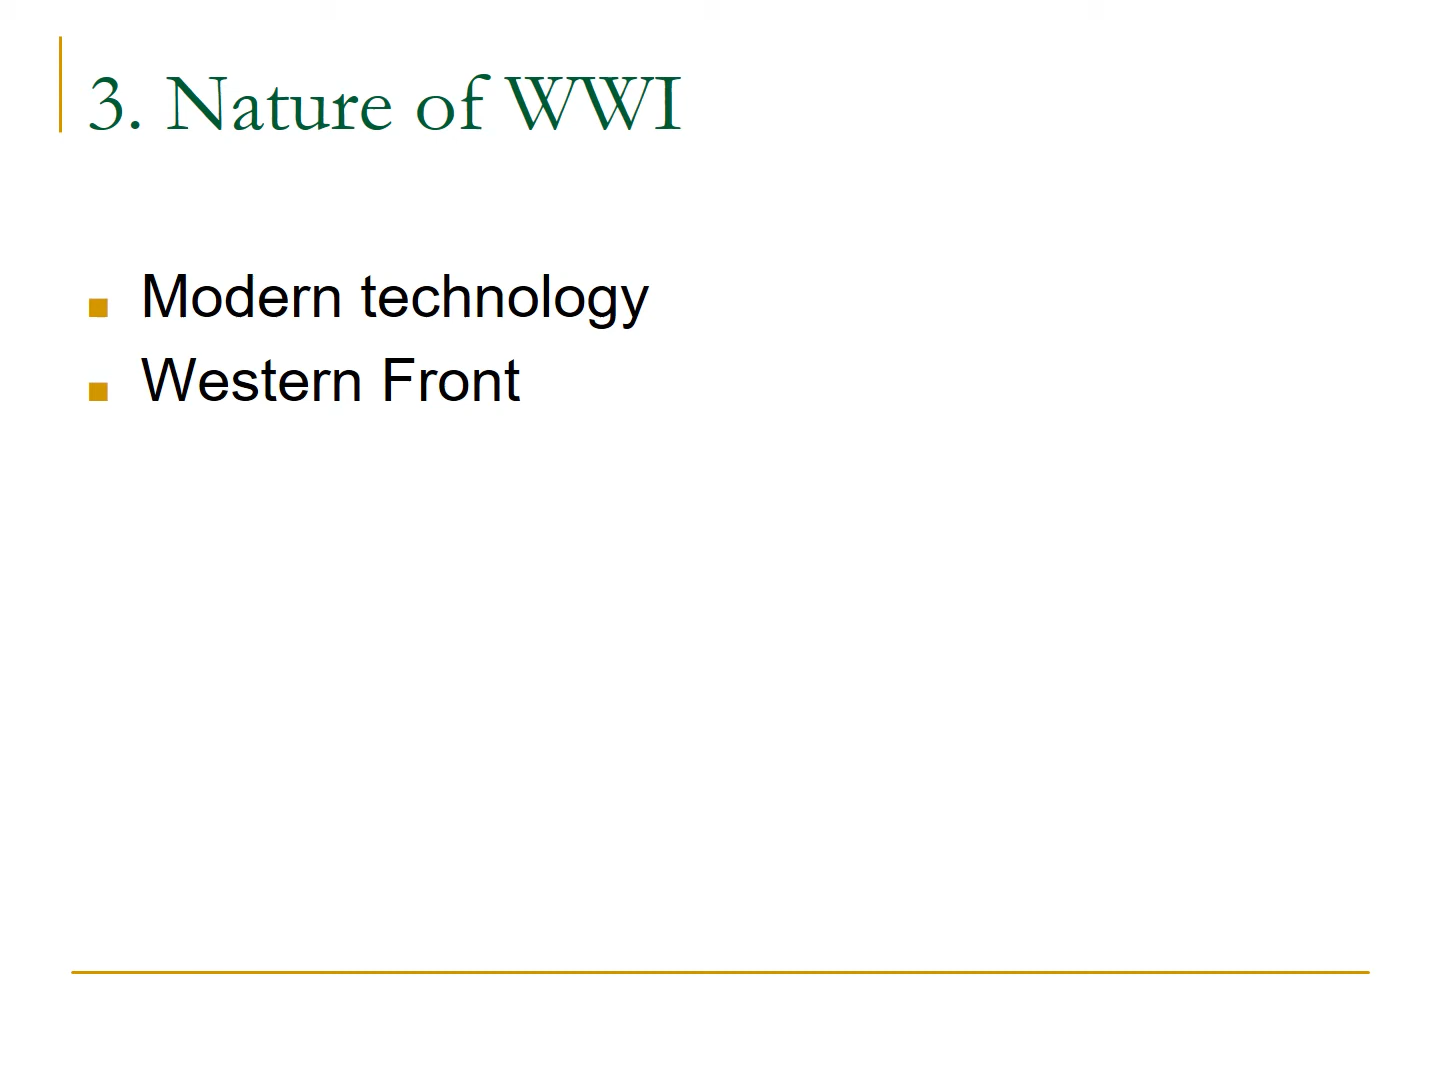 3. Nature of WWI
■ Modern technology
■ Western Front